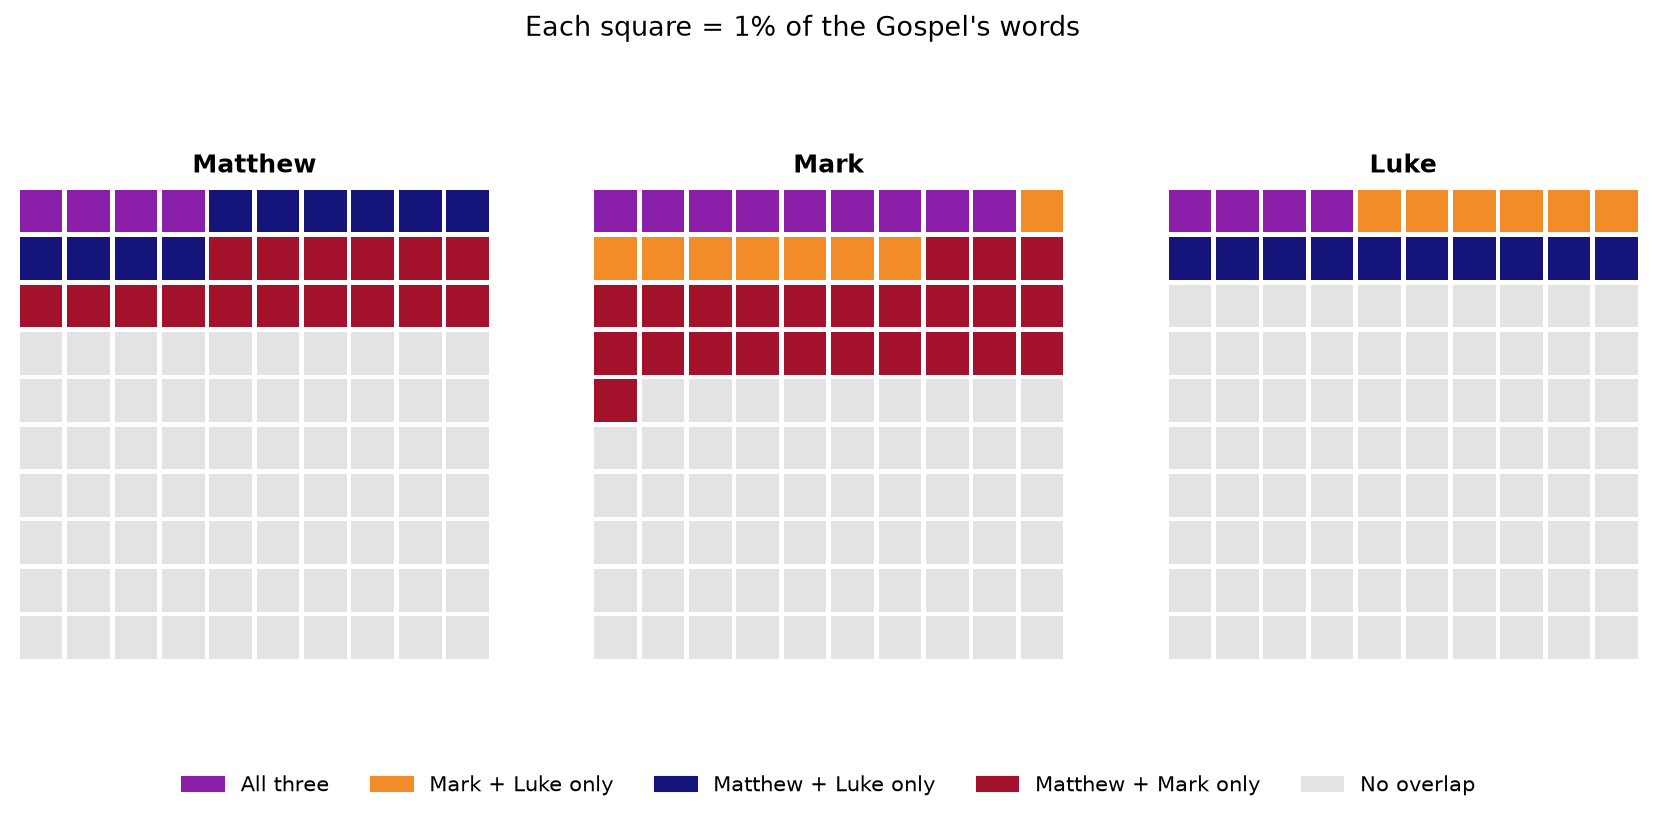 Each square = 1% of the Gospel's words
Matthew
Mark
Luke
All three
Mark + Luke only
Matthew + Luke only
Matthew + Mark only
No overlap